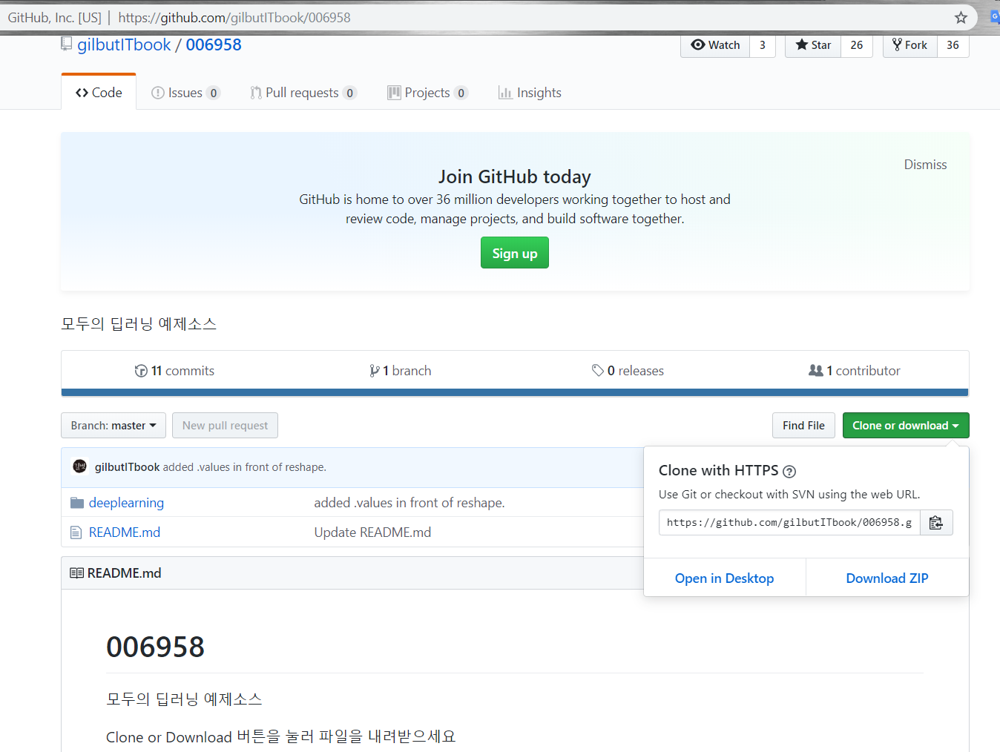 GitHub, Inc. [US] | https://github.com/gilbutITbook/006958
gilbutITbook / 006958
Watch 3 Star 26 Fork 36
Code Issues 0 Pull requests 0 Projects 0 Insights
Dismiss
Join GitHub today
GitHub is home to over 36 million developers working together to host and
review code, manage projects, and build software together.
Sign up
모두의 딥러닝 예제소스
11 commits 1 branch 0 releases 1 contributor
Branch: master New pull request Find File Clone or download
gilbutITbook added .values in front of reshape.
deeplearning added .values in front of reshape.
README.md Update README.md
Clone with HTTPS
Use Git or checkout with SVN using the web URL.
https://github.com/gilbutITbook/006958.g
Open in Desktop Download ZIP
README.md
006958
모두의 딥러닝 예제소스
Clone or Download 버튼을 눌러 파일을 내려받으세요